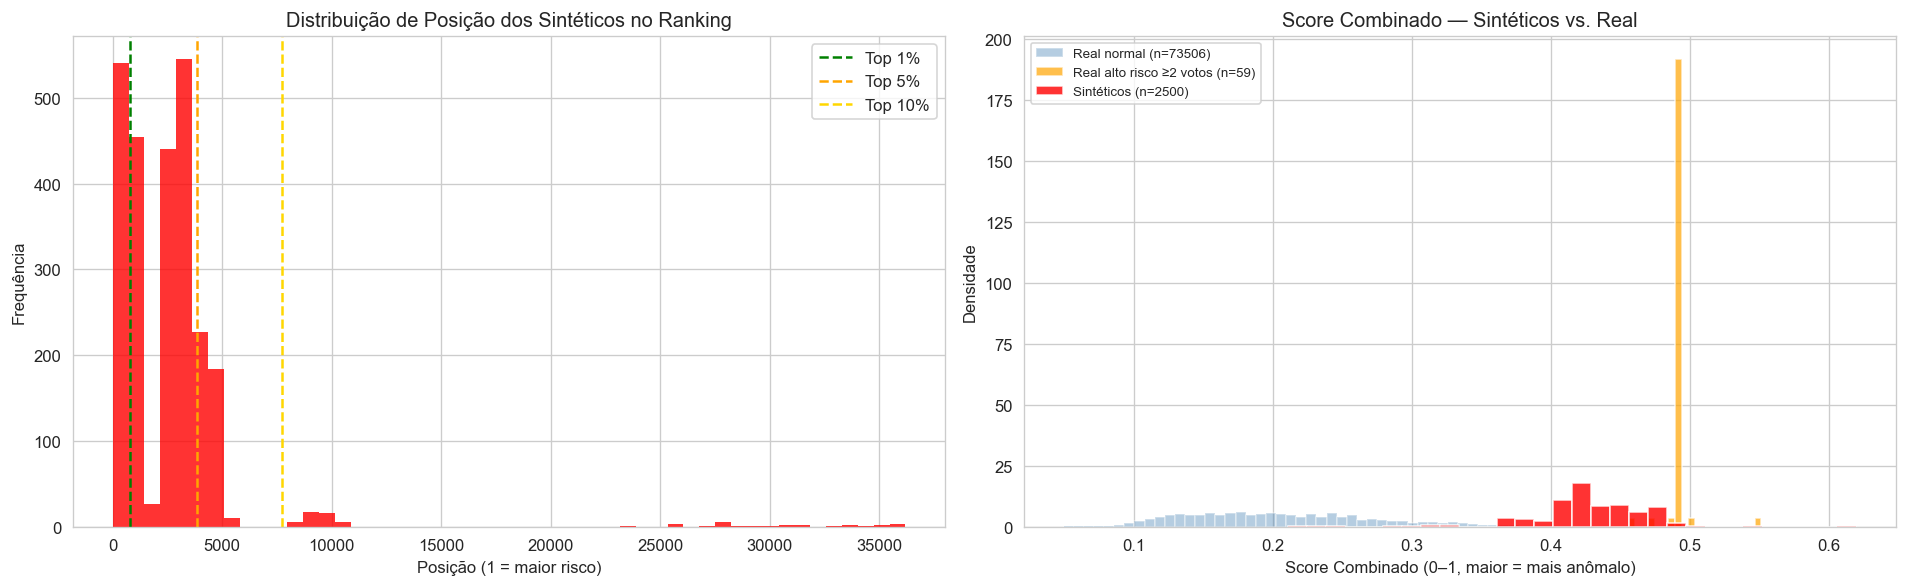 Distribuição de Posição dos Sintéticos no Ranking
Frequência
500
400
300
200
100
0
0 5000 10000 15000 20000 25000 30000 35000
Posição (1 = maior risco)
Top 1%
Top 5%
Top 10%
Score Combinado — Sintéticos vs. Real
Densidade
200
175
150
125
100
75
50
25
0
0.1 0.2 0.3 0.4 0.5 0.6
Score Combinado (0–1, maior = mais anômalo)
Real normal (n=73506)
Real alto risco ≥2 votos (n=59)
Sintéticos (n=2500)